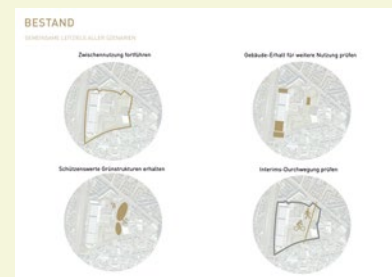 BESTAND
GEMEINSAME LEITZIELE ALLER SZENARIEN
Zwischennutzung fortführen
Gebäude-Erhalt für weitere Nutzung prüfen
Schützenswerte Grünstrukturen erhalten
Interims-Durchwegung prüfen